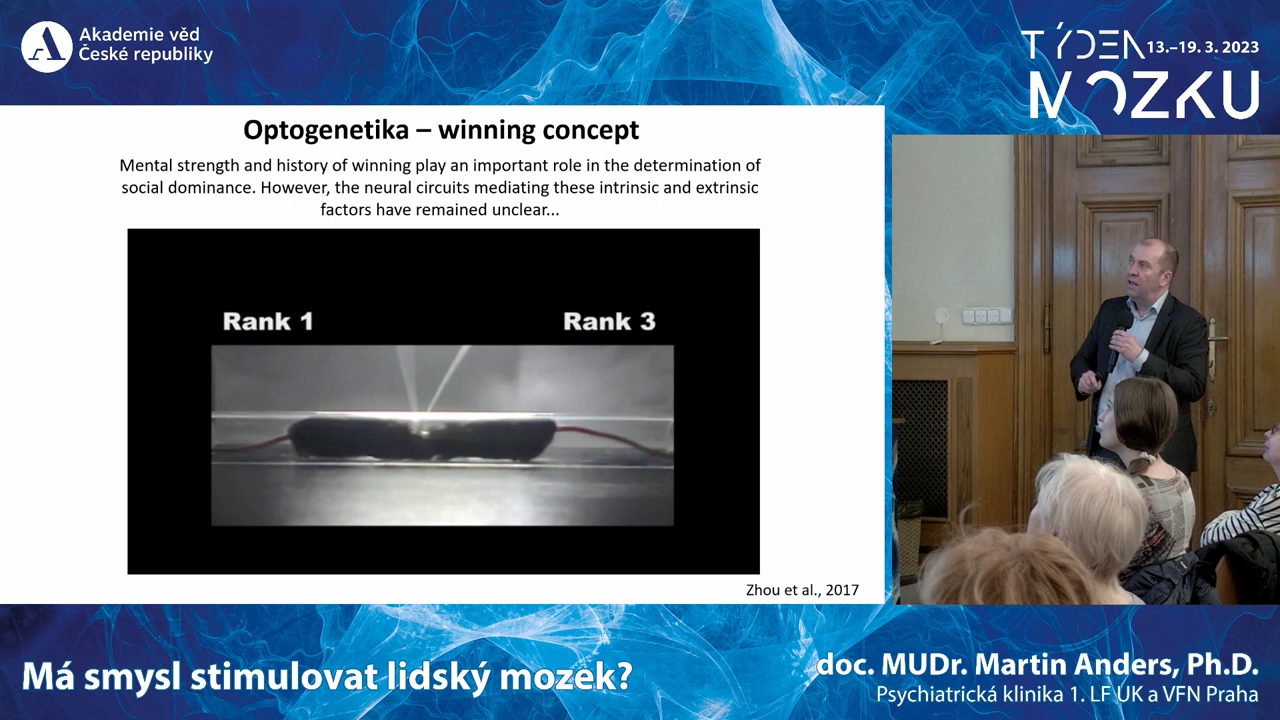 Akademie věd
České republiky
TÝDEN 13.–19. 3. 2023
MOZKU
Optogenetika – winning concept
Mental strength and history of winning play an important role in the determination of
social dominance. However, the neural circuits mediating these intrinsic and extrinsic
factors have remained unclear...
Rank 1 Rank 3
Zhou et al., 2017
Má smysl stimulovat lidský mozek?
doc. MUDr. Martin Anders, Ph.D.
Psychiatrická klinika 1. LF UK a VFN Praha